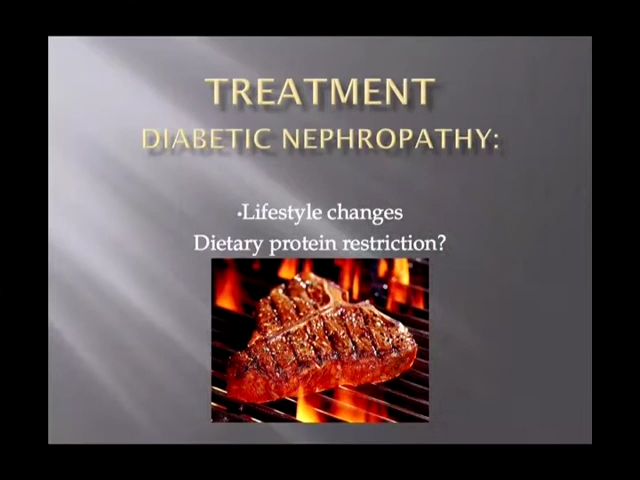 TREATMENT
DIABETIC NEPHROPATHY:
•Lifestyle changes
Dietary protein restriction?